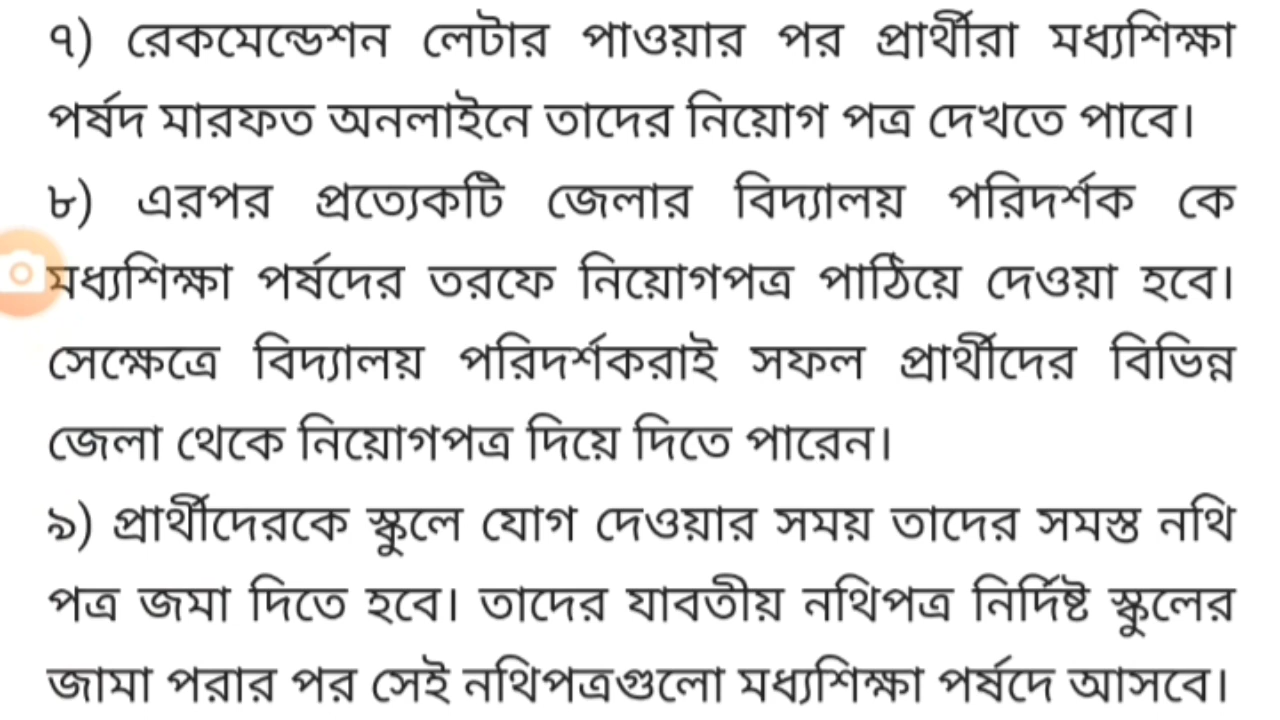 ৭) রেকমেন্ডেশন লেটার পাওয়ার পর প্রার্থীরা মধ্যশিক্ষা
পর্ষদ মারফত অনলাইনে তাদের নিয়োগ পত্র দেখতে পাবে।
৮) এরপর প্রত্যেকটি জেলার বিদ্যালয় পরিদর্শক কে
মধ্যশিক্ষা পর্ষদের তরফে নিয়োগপত্র পাঠিয়ে দেওয়া হবে।
সেক্ষেত্রে বিদ্যালয় পরিদর্শকরাই সফল প্রার্থীদের বিভিন্ন
জেলা থেকে নিয়োগপত্র দিয়ে দিতে পারেন।
৯) প্রার্থীদেরকে স্কুলে যোগ দেওয়ার সময় তাদের সমস্ত নথি
পত্র জমা দিতে হবে। তাদের যাবতীয় নথিপত্র নির্দিষ্ট স্কুলের
জামা পরার পর সেই নথিপত্রগুলো মধ্যশিক্ষা পর্ষদে আসবে।